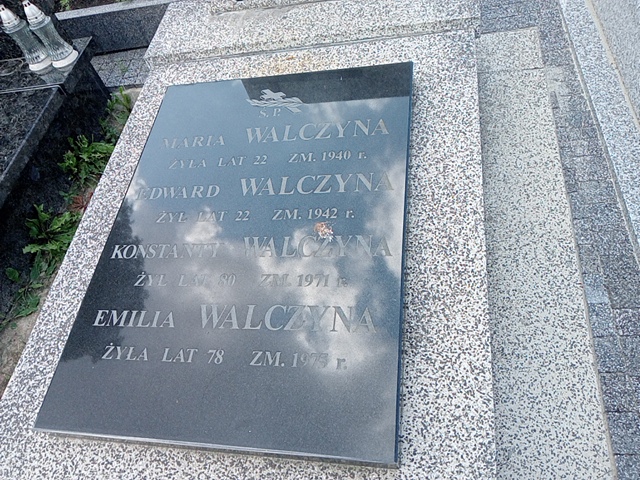 Ś. P.
MARIA WALCZYNA
ŻYŁA LAT 22 ZM. 1940 r.
EDWARD WALCZYNA
ŻYŁ LAT 22 ZM. 1942 r.
KONSTANTY WALCZYNA
ŻYŁ LAT 80 ZM. 1971 r.
EMILIA WALCZYNA
ŻYŁA LAT 78 ZM. r.